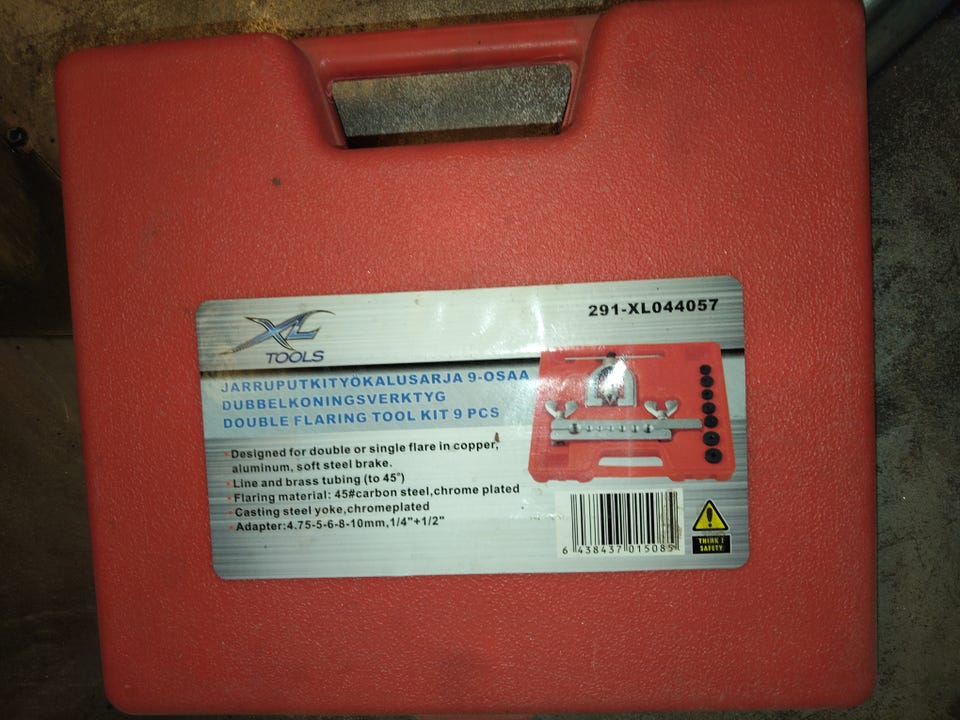 291-XL044057
XL
TOOLS
JARRUPUTKITYÖKALUSARJA 9-OSAA
DUBBELKONINGSVERKTYG
DOUBLE FLARING TOOL KIT 9 PCS
Designed for double or single flare in copper,
aluminum, soft steel brake.
Line and brass tubing (to 45°)
Flaring material: 45#carbon steel,chrome plated
Casting steel yoke,chromeplated
Adapter:4.75-5-6-8-10mm,1/4"+1/2"
6 438437 015085
THINK
SAFETY